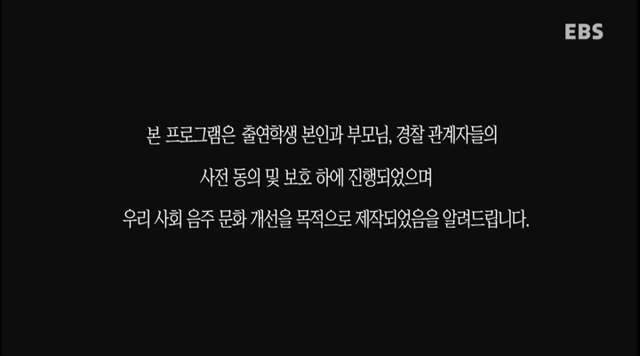 EBS
본 프로그램은 출연학생 본인과 부모님, 경찰 관계자들의
사전 동의 및 보호 하에 진행되었으며
우리 사회 음주 문화 개선을 목적으로 제작되었음을 알려드립니다.